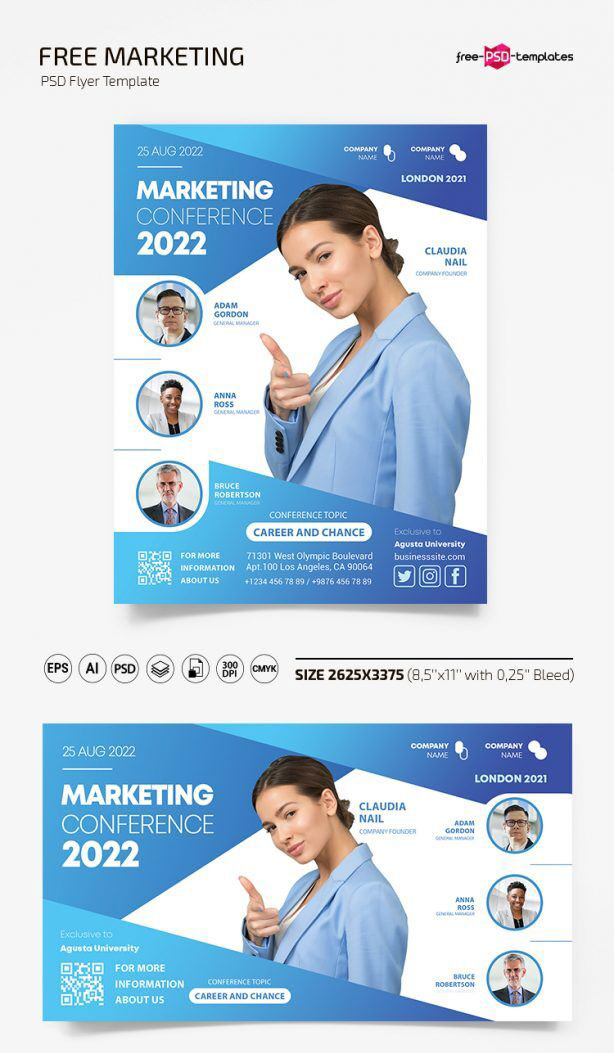 FREE MARKETING
PSD Flyer Template
free-PSD-templates
25 AUG 2022
COMPANY
NAME
COMPANY
NAME
LONDON 2021
MARKETING
CONFERENCE
2022
CLAUDIA
NAIL
COMPANY FOUNDER
ADAM
GORDON
GENERAL MANAGER
ANNA
ROSS
GENERAL MANAGER
BRUCE
ROBERTSON
GENERAL MANAGER
CONFERENCE TOPIC
CAREER AND CHANCE
Exclusive to
Agusta University
businesssite.com
FOR MORE
INFORMATION
ABOUT US
71301 West Olympic Boulevard
Apt.100 Los Angeles, CA 90064
+1234 456 78 89 / +9876 456 78 89
EPS
AI
PSD
300
DPI
CMYK
SIZE 2625X3375 (8,5"x11" with 0,25" Bleed)
25 AUG 2022
COMPANY
NAME
COMPANY
NAME
LONDON 2021
MARKETING
CONFERENCE
2022
CLAUDIA
NAIL
COMPANY FOUNDER
ADAM
GORDON
GENERAL MANAGER
ANNA
ROSS
GENERAL MANAGER
BRUCE
ROBERTSON
Exclusive to
Agusta University
FOR MORE
INFORMATION
ABOUT US
CONFERENCE TOPIC
CAREER AND CHANCE